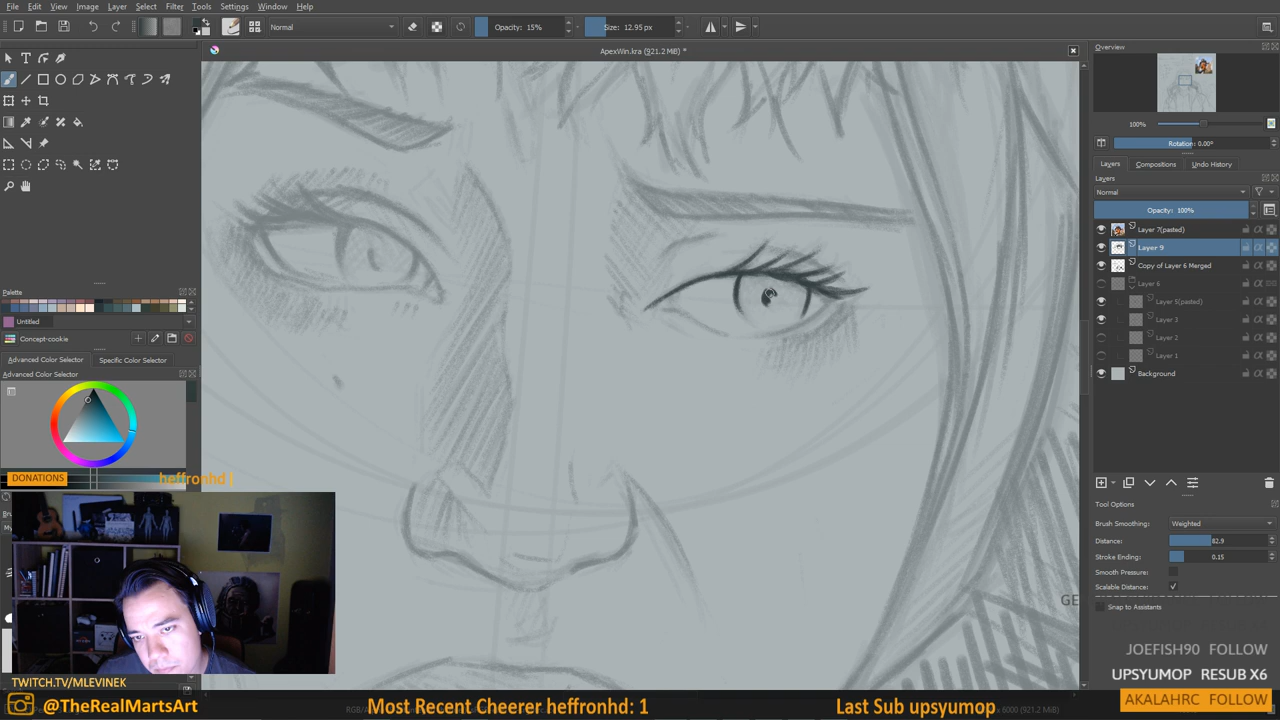 File Edit View Image Layer Select Filter Tools Settings Window Help
Normal
Opacity: 15%
Size: 12.95 px
ApexWin.kra (921.2 MiB) *
Overview
100%
Rotation: 0.00°
Layers Compositions Undo History
Layers
Normal
Opacity: 100%
Layer 7(pasted)
Layer 9
Copy of Layer 6 Merged
Layer 6
Layer 5(pasted)
Layer 3
Layer 2
Layer 1
Background
Palette
Untitled
Concept-cookie
Advanced Color Selector Specific Color Selector
Advanced Color Selector
DONATIONS heffronhd |
Tool Options
Brush Smoothing: Weighted
Distance: 82.9
Stroke Ending: 0.15
Smooth Pressure:
Scalable Distance:
Snap to Assistants
GE
JOEFISH90 FOLLOW
UPSYUMOP RESUB X6
AKALAHRC FOLLOW
TWITCH.TV/MLEVINEK
@TheRealMartsArt
Most Recent Cheerer heffronhd: 1
Last Sub upsyumop